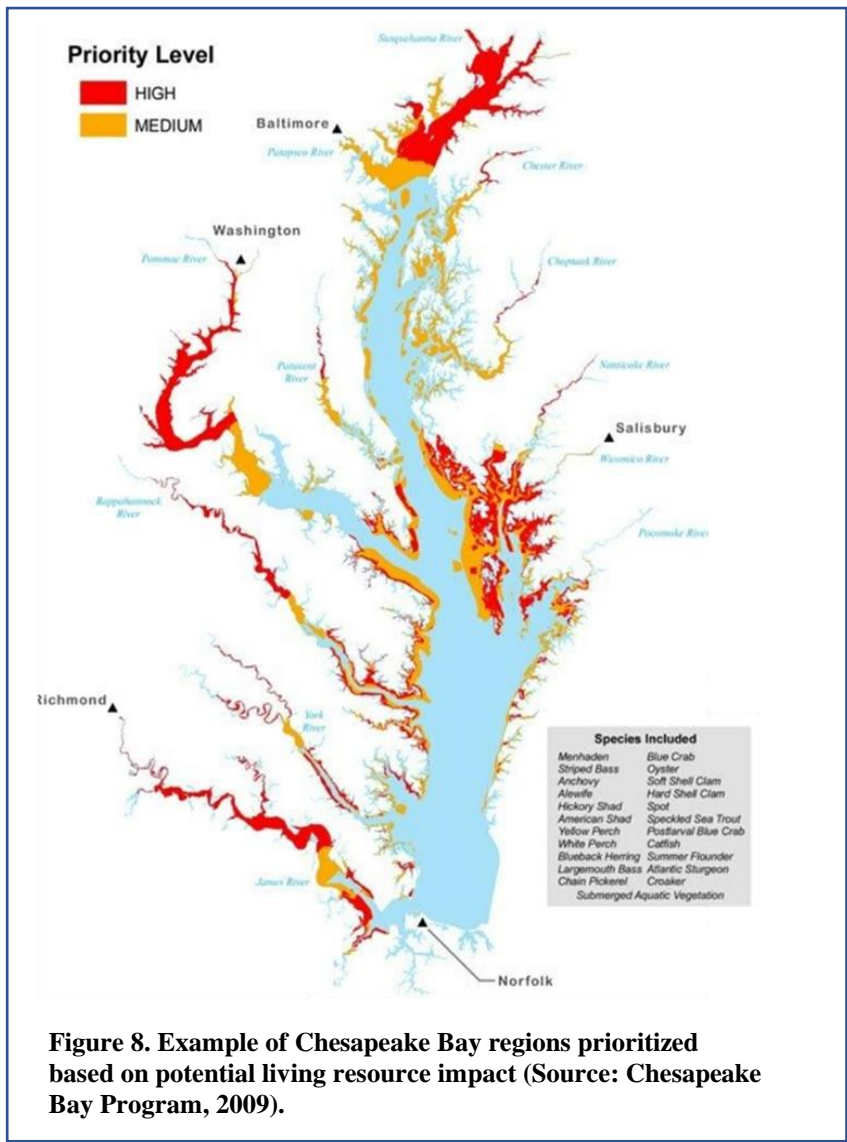 Priority Level
HIGH
MEDIUM
Susquehanna River
Baltimore
Patapsco River
Chester River
Washington
Potomac River
Choptank River
Patuxent
River
Nanticoke River
Salisbury
Wicomico River
Rappahannock
River
Pocomoke River
Richmond
York
River
James River
Norfolk
Species Included
Menhaden Blue Crab
Striped Bass Oyster
Anchovy Soft Shell Clam
Alewife Hard Shell Clam
Hickory Shad Spot
American Shad Speckled Sea Trout
Yellow Perch Postlarval Blue Crab
White Perch Catfish
Blueback Herring Summer Flounder
Largemouth Bass Atlantic Sturgeon
Chain Pickerel Croaker
Submerged Aquatic Vegetation
Figure 8. Example of Chesapeake Bay regions prioritized
based on potential living resource impact (Source: Chesapeake
Bay Program, 2009).